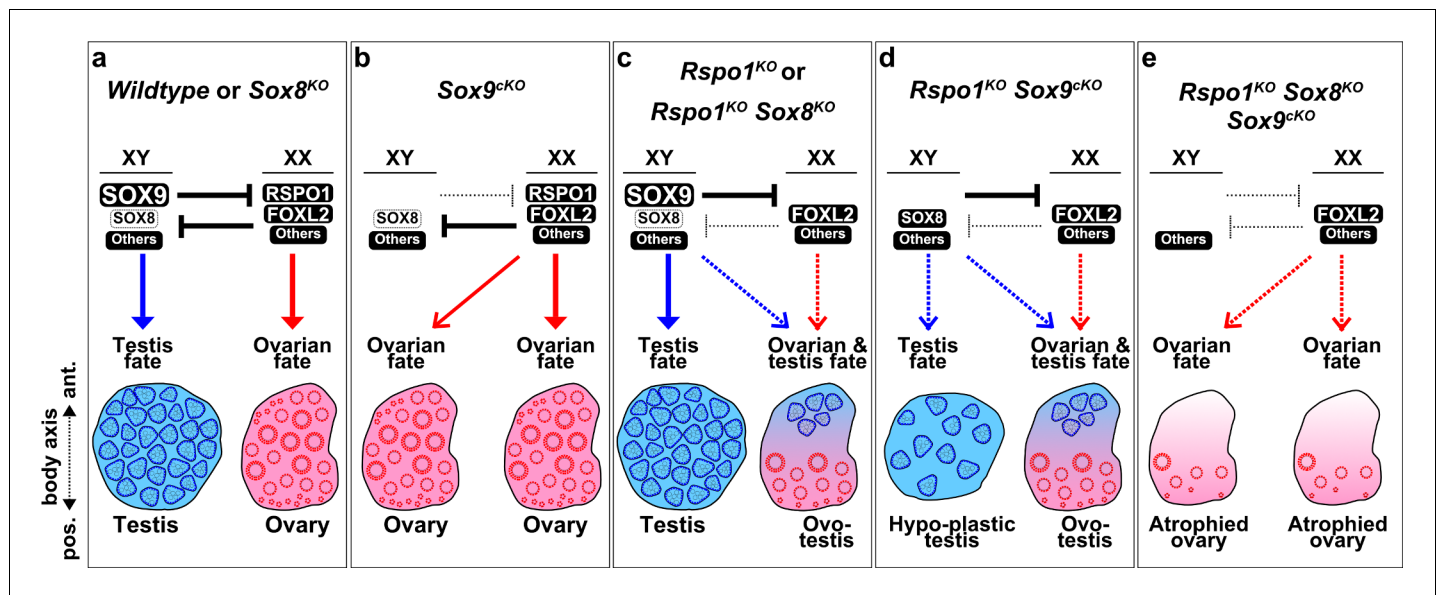 a
Wildtype or Sox8KO
XY XX
SOX9 RSPO1
SOX8 FOXL2
Others Others
Testis fate
Ovarian fate
Testis
Ovary
b
Sox9cKO
XY XX
RSPO1
SOX8 FOXL2
Others Others
Ovarian fate
Ovarian fate
Ovary
Ovary
c
Rspo1KO or
Rspo1KO Sox8KO
XY XX
SOX9
SOX8 FOXL2
Others Others
Testis fate
Ovarian & testis fate
Testis
Ovo-
testis
d
Rspo1KO Sox9cKO
XY XX
SOX8 FOXL2
Others Others
Testis fate
Ovarian & testis fate
Hypo-plastic
testis
Ovo-
testis
e
Rspo1KO Sox8KO
Sox9cKO
XY XX
FOXL2
Others Others
Ovarian fate
Ovarian fate
Atrophied
ovary
Atrophied
ovary
body axis
pos. ant.